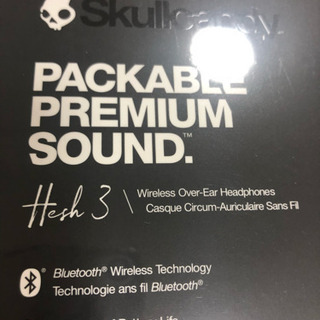 Skullcandy.
PACKABLE
PREMIUM
SOUND.™
Hesh 3 \ Wireless Over-Ear Headphones
Casque Circum-Auriculaire Sans Fil
Bluetooth® Wireless Technology
Technologie ans fil Bluetooth®